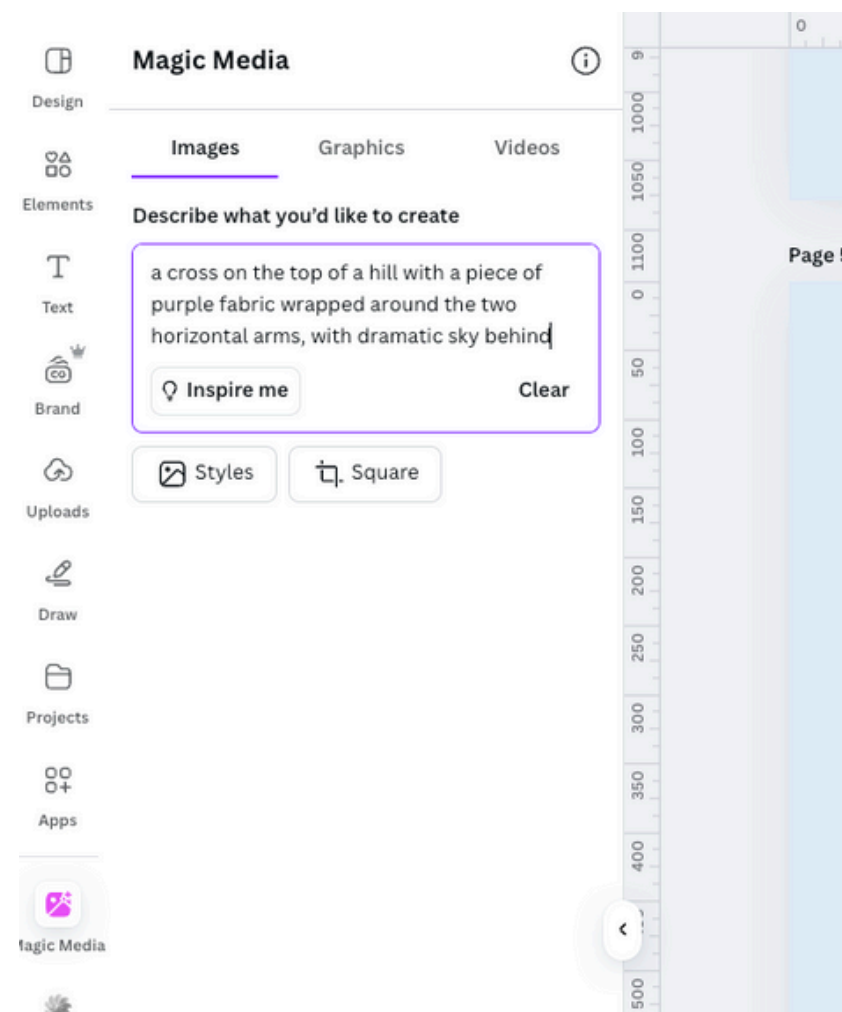 Design
Elements
Text
Brand
Uploads
Draw
Projects
Apps
Magic Media
Magic Media
Images Graphics Videos
Describe what you'd like to create
a cross on the top of a hill with a piece of
purple fabric wrapped around the two
horizontal arms, with dramatic sky behind
Inspire me Clear
Styles Square
0
1000
1050
1100
0
50
100
150
200
250
300
350
400
500
Page